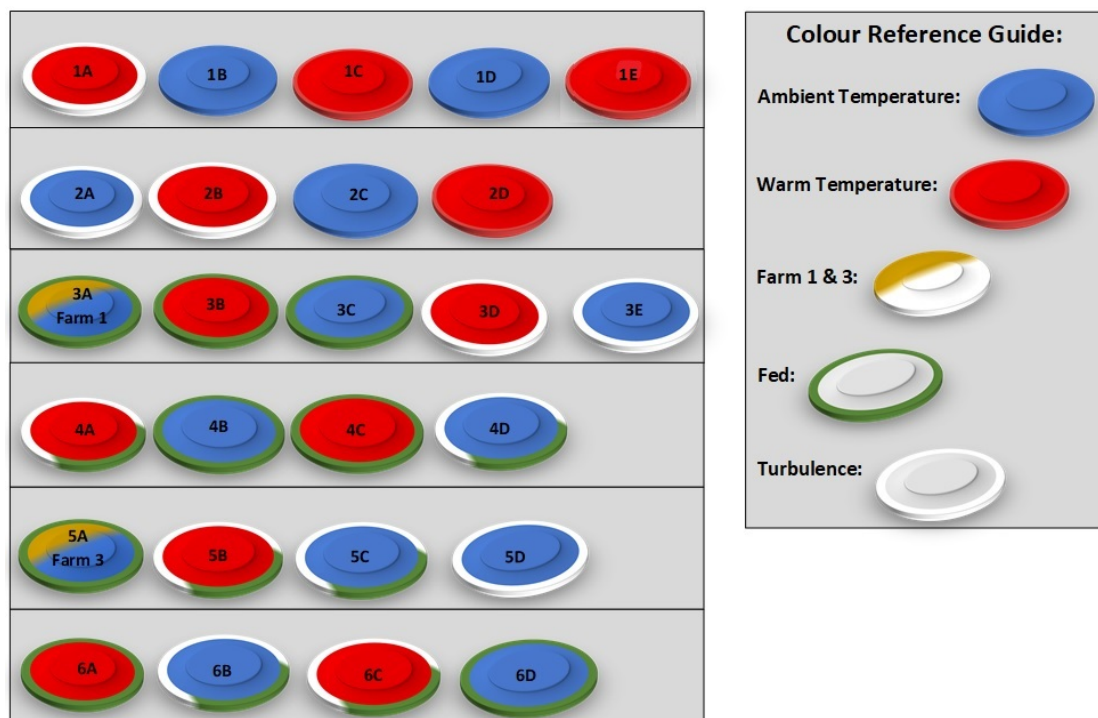 1A 1B 1C 1D 1E
2A 2B 2C 2D
3A 3B 3C 3D 3E
Farm 1
4A 4B 4C 4D
5A 5B 5C 5D
Farm 3
6A 6B 6C 6D
Colour Reference Guide:
Ambient Temperature:
Warm Temperature:
Farm 1 & 3:
Fed:
Turbulence: